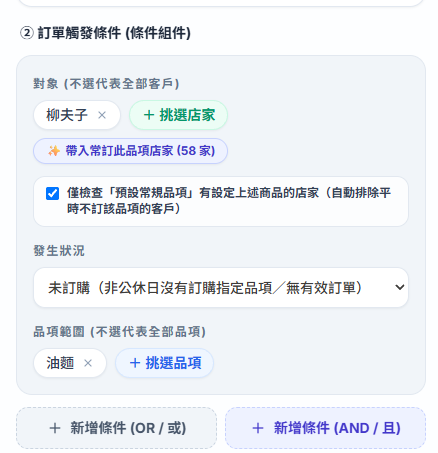 ② 訂單觸發條件 (條件組件)
對象 (不選代表全部客戶)
柳夫子 ×
＋ 挑選店家
✨ 帶入常訂此品項店家 (58 家)
僅檢查「預設常規品項」有設定上述商品的店家（自動排除平
時不訂該品項的客戶）
發生狀況
未訂購（非公休日沒有訂購指定品項／無有效訂單）
品項範圍 (不選代表全部品項)
油麵 ×
＋ 挑選品項
＋ 新增條件 (OR / 或)
＋ 新增條件 (AND / 且)